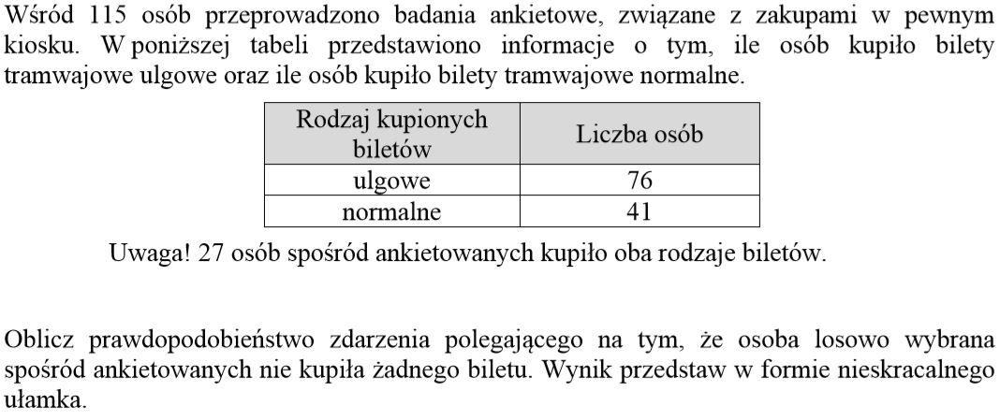 Wśród 115 osób przeprowadzono badania ankietowe, związane z zakupami w pewnym
kiosku. W poniższej tabeli przedstawiono informacje o tym, ile osób kupiło bilety
tramwajowe ulgowe oraz ile osób kupiło bilety tramwajowe normalne.
Rodzaj kupionych
biletów
Liczba osób
ulgowe 76
normalne 41
Uwaga! 27 osób spośród ankietowanych kupiło oba rodzaje biletów.
Oblicz prawdopodobieństwo zdarzenia polegającego na tym, że osoba losowo wybrana
spośród ankietowanych nie kupiła żadnego biletu. Wynik przedstaw w formie nieskracalnego
ułamka.